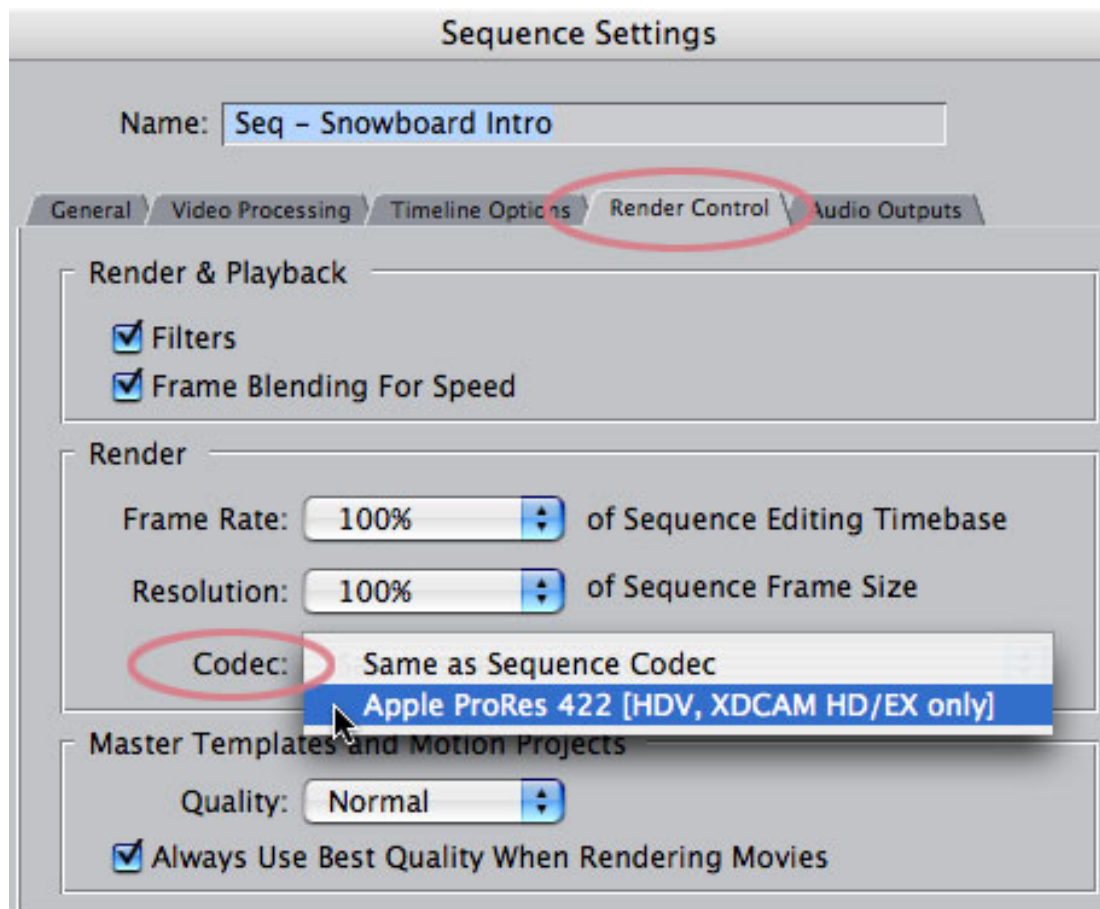 Sequence Settings
Name: Seq – Snowboard Intro
General Video Processing Timeline Options Render Control Audio Outputs
Render & Playback
Filters
Frame Blending For Speed
Render
Frame Rate: 100% of Sequence Editing Timebase
Resolution: 100% of Sequence Frame Size
Codec: Same as Sequence Codec
Apple ProRes 422 [HDV, XDCAM HD/EX only]
Master Templates and Motion Projects
Quality: Normal
Always Use Best Quality When Rendering Movies